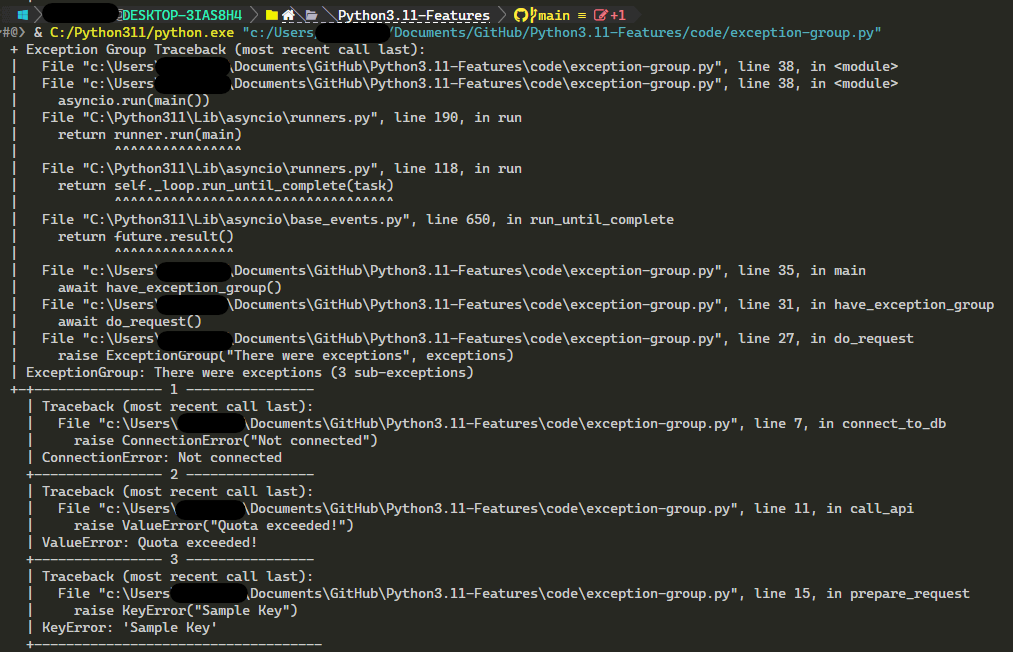 DESKTOP-3IAS8H4 Python3.11-Features main ≡ +1
#@> & C:/Python311/python.exe "c:/Users/ /Documents/GitHub/Python3.11-Features/code/exception-group.py"
+ Exception Group Traceback (most recent call last):
| File "c:\Users\ \Documents\GitHub\Python3.11-Features\code\exception-group.py", line 38, in <module>
| File "c:\Users\ \Documents\GitHub\Python3.11-Features\code\exception-group.py", line 38, in <module>
| asyncio.run(main())
| File "C:\Python311\Lib\asyncio\runners.py", line 190, in run
| return runner.run(main)
| ^^^^^^^^^^^^^^^^
| File "C:\Python311\Lib\asyncio\runners.py", line 118, in run
| return self._loop.run_until_complete(task)
| ^^^^^^^^^^^^^^^^^^^^^^^^^^^^^^^^^^^
| File "C:\Python311\Lib\asyncio\base_events.py", line 650, in run_until_complete
| return future.result()
| ^^^^^^^^^^^^^^^
| File "c:\Users\ \Documents\GitHub\Python3.11-Features\code\exception-group.py", line 35, in main
| await have_exception_group()
| File "c:\Users\ \Documents\GitHub\Python3.11-Features\code\exception-group.py", line 31, in have_exception_group
| await do_request()
| File "c:\Users\ \Documents\GitHub\Python3.11-Features\code\exception-group.py", line 27, in do_request
| raise ExceptionGroup("There were exceptions", exceptions)
| ExceptionGroup: There were exceptions (3 sub-exceptions)
+-+---------------- 1 ----------------
| Traceback (most recent call last):
| File "c:\Users\ \Documents\GitHub\Python3.11-Features\code\exception-group.py", line 7, in connect_to_db
| raise ConnectionError("Not connected")
| ConnectionError: Not connected
+---------------- 2 ----------------
| Traceback (most recent call last):
| File "c:\Users\ \Documents\GitHub\Python3.11-Features\code\exception-group.py", line 11, in call_api
| raise ValueError("Quota exceeded!")
| ValueError: Quota exceeded!
+---------------- 3 ----------------
| Traceback (most recent call last):
| File "c:\Users\ \Documents\GitHub\Python3.11-Features\code\exception-group.py", line 15, in prepare_request
| raise KeyError("Sample Key")
| KeyError: 'Sample Key'
+------------------------------------